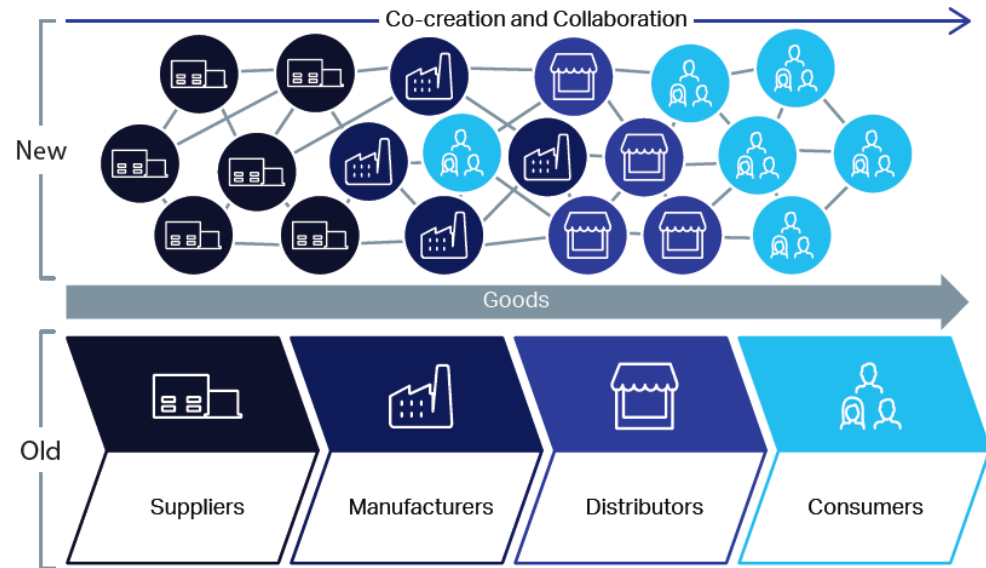 Co-creation and Collaboration
New
Goods
Old
Suppliers
Manufacturers
Distributors
Consumers